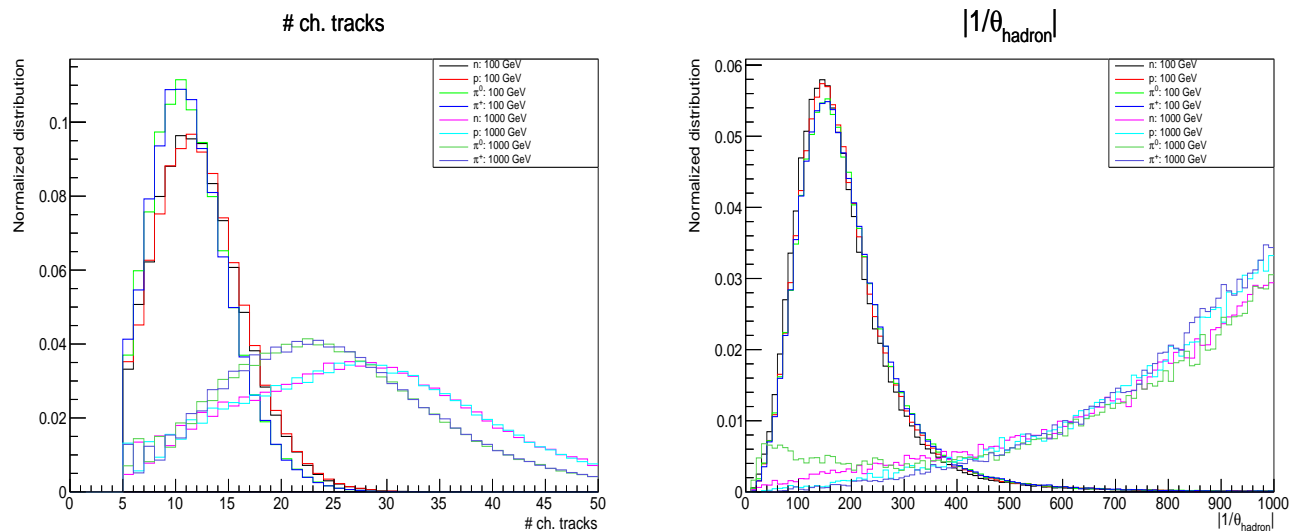 # ch. tracks
Normalized distribution
n: 100 GeV
p: 100 GeV
π⁰: 100 GeV
π⁺: 100 GeV
n: 1000 GeV
p: 1000 GeV
π⁰: 1000 GeV
π⁺: 1000 GeV
0.1
0.08
0.06
0.04
0.02
0
0 5 10 15 20 25 30 35 40 45 50
# ch. tracks
|1/θ_hadron|
Normalized distribution
n: 100 GeV
p: 100 GeV
π⁰: 100 GeV
π⁺: 100 GeV
n: 1000 GeV
p: 1000 GeV
π⁰: 1000 GeV
π⁺: 1000 GeV
0.06
0.05
0.04
0.03
0.02
0.01
0
0 100 200 300 400 500 600 700 800 900 1000
|1/θ_hadron|